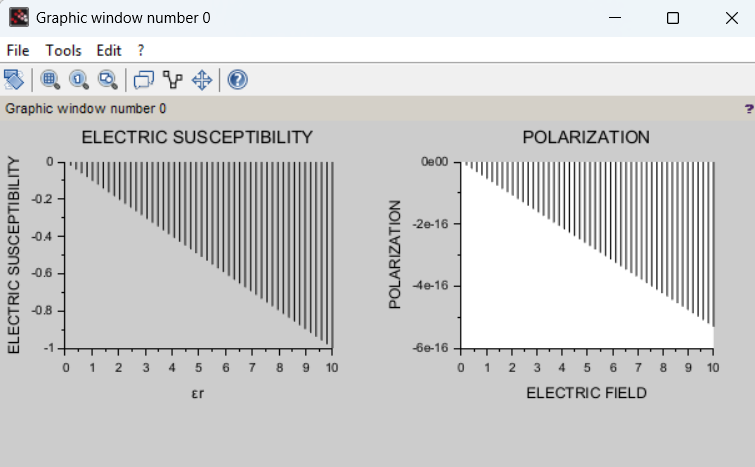 Graphic window number 0
File Tools Edit ?
Graphic window number 0 ?
ELECTRIC SUSCEPTIBILITY
ELECTRIC SUSCEPTIBILITY
0
-0.2
-0.4
-0.6
-0.8
-1
0 1 2 3 4 5 6 7 8 9 10
εr
POLARIZATION
POLARIZATION
0e00
-2e-16
-4e-16
-6e-16
0 1 2 3 4 5 6 7 8 9 10
ELECTRIC FIELD